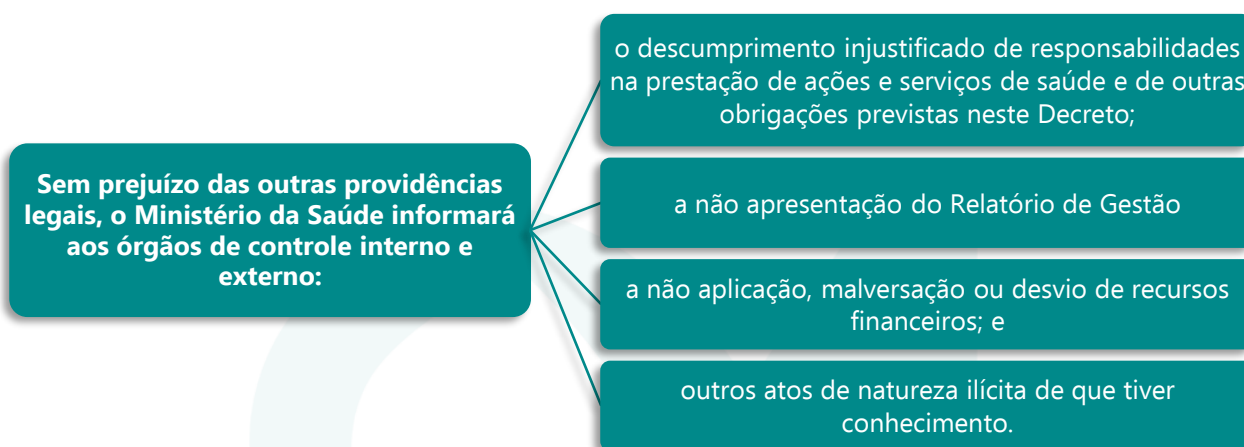 Sem prejuízo das outras providências
legais, o Ministério da Saúde informará
aos órgãos de controle interno e
externo:
o descumprimento injustificado de responsabilidades
na prestação de ações e serviços de saúde e de outras
obrigações previstas neste Decreto;
a não apresentação do Relatório de Gestão
a não aplicação, malversação ou desvio de recursos
financeiros; e
outros atos de natureza ilícita de que tiver
conhecimento.